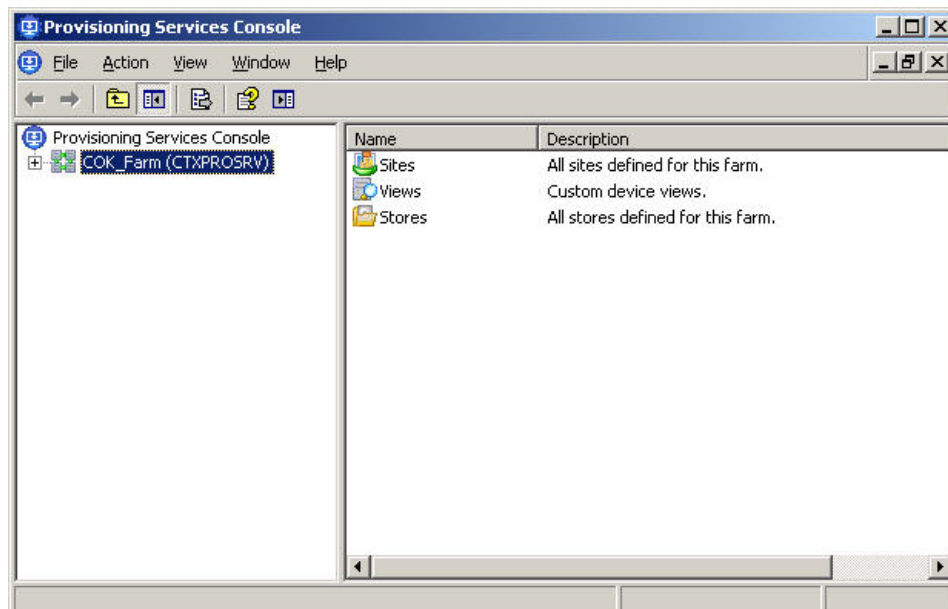 Provisioning Services Console
File Action View Window Help
Provisioning Services Console
COK_Farm (CTXPROSRV)
Name Description
Sites All sites defined for this farm.
Views Custom device views.
Stores All stores defined for this farm.